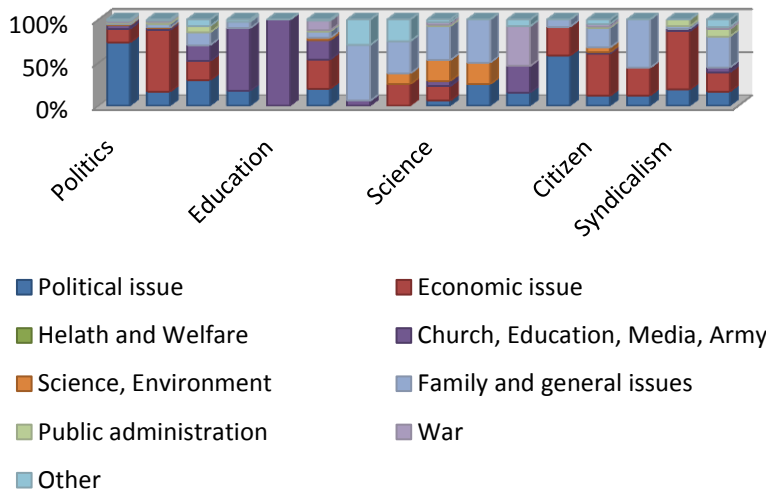 100%
50%
0%
Politics
Education
Science
Citizen
Syndicalism
Political issue
Economic issue
Helath and Welfare
Church, Education, Media, Army
Science, Environment
Family and general issues
Public administration
War
Other